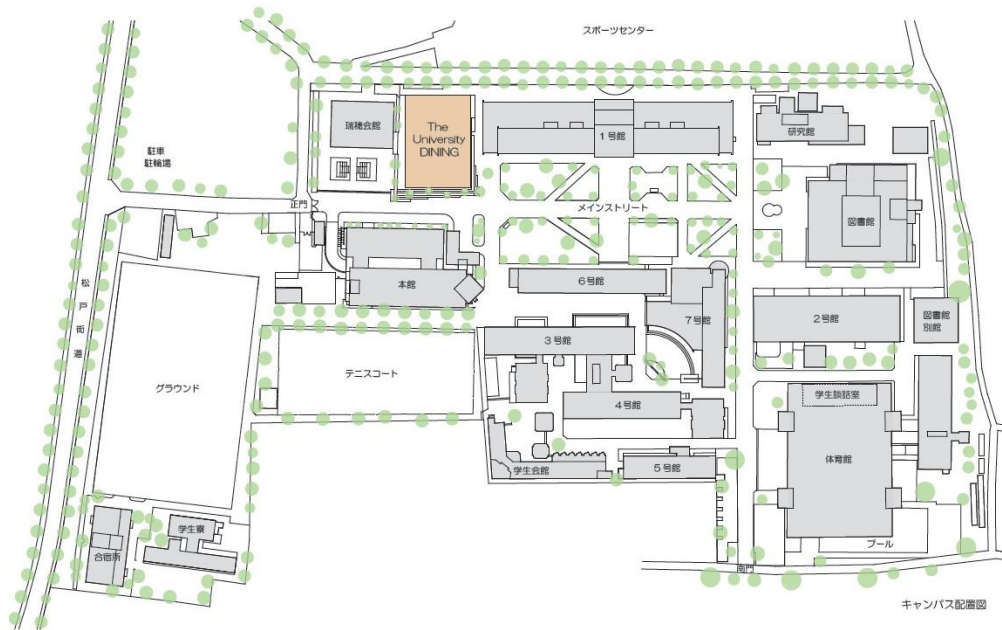 スポーツセンター
瑞穂会館
The
University
DINING
1号館
研究館
駐車
駐輪場
正門
メインストリート
図書館
本館
6号館
7号館
2号館
図書館
別館
松戸街道
3号館
グラウンド
テニスコート
4号館
学生談話室
体育館
学生会館
5号館
学生寮
合宿所
プール
南門
キャンパス配置図